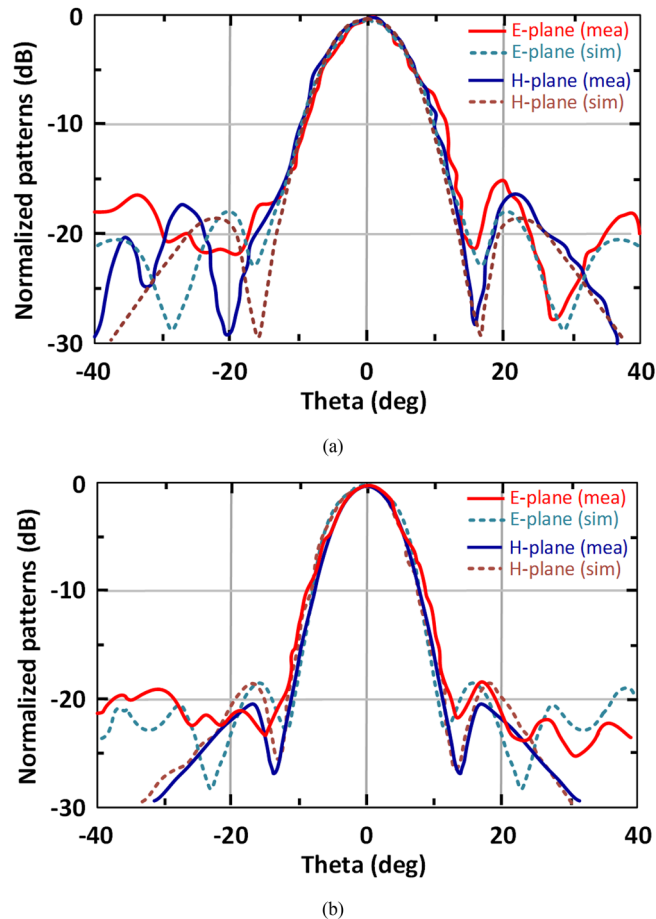 Normalized patterns (dB)
0
-10
-20
-30
E-plane (mea)
E-plane (sim)
H-plane (mea)
H-plane (sim)
-40
-20
0
20
40
Theta (deg)
(a)
Normalized patterns (dB)
0
-10
-20
-30
E-plane (mea)
E-plane (sim)
H-plane (mea)
H-plane (sim)
-40
-20
0
20
40
Theta (deg)
(b)